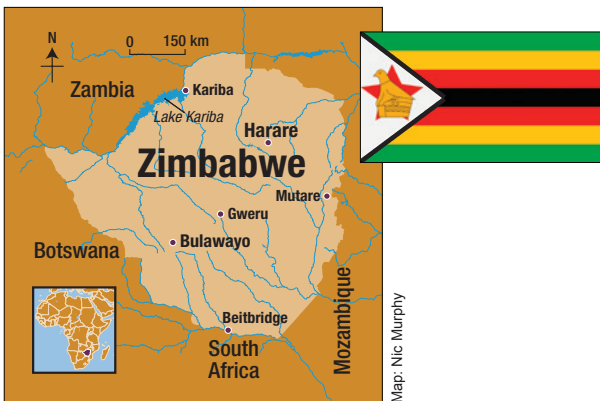 N
0 150 km
Zambia
Kariba
Lake Kariba
Harare
Zimbabwe
Mutare
Gweru
Bulawayo
Botswana
Mozambique
Beitbridge
South
Africa
Map: Nic Murphy